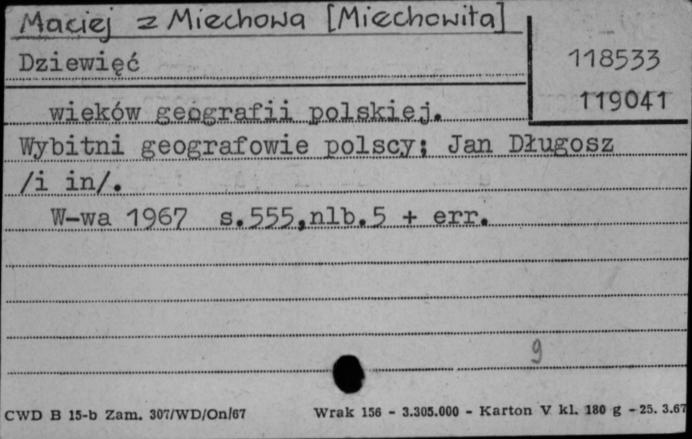 Maciej z Miechowa [Miechowita]
Dziewięć
118533
119041
wieków geografii polskiej.
Wybitni geografowie polscy; Jan Długosz
/i in/.
W-wa 1967 s.555,nlb.5 + err.
9
CWD B 15-b Zam. 307/WD/On/67 Wrak 156 - 3.305.000 - Karton V kl. 180 g - 25. 3.67